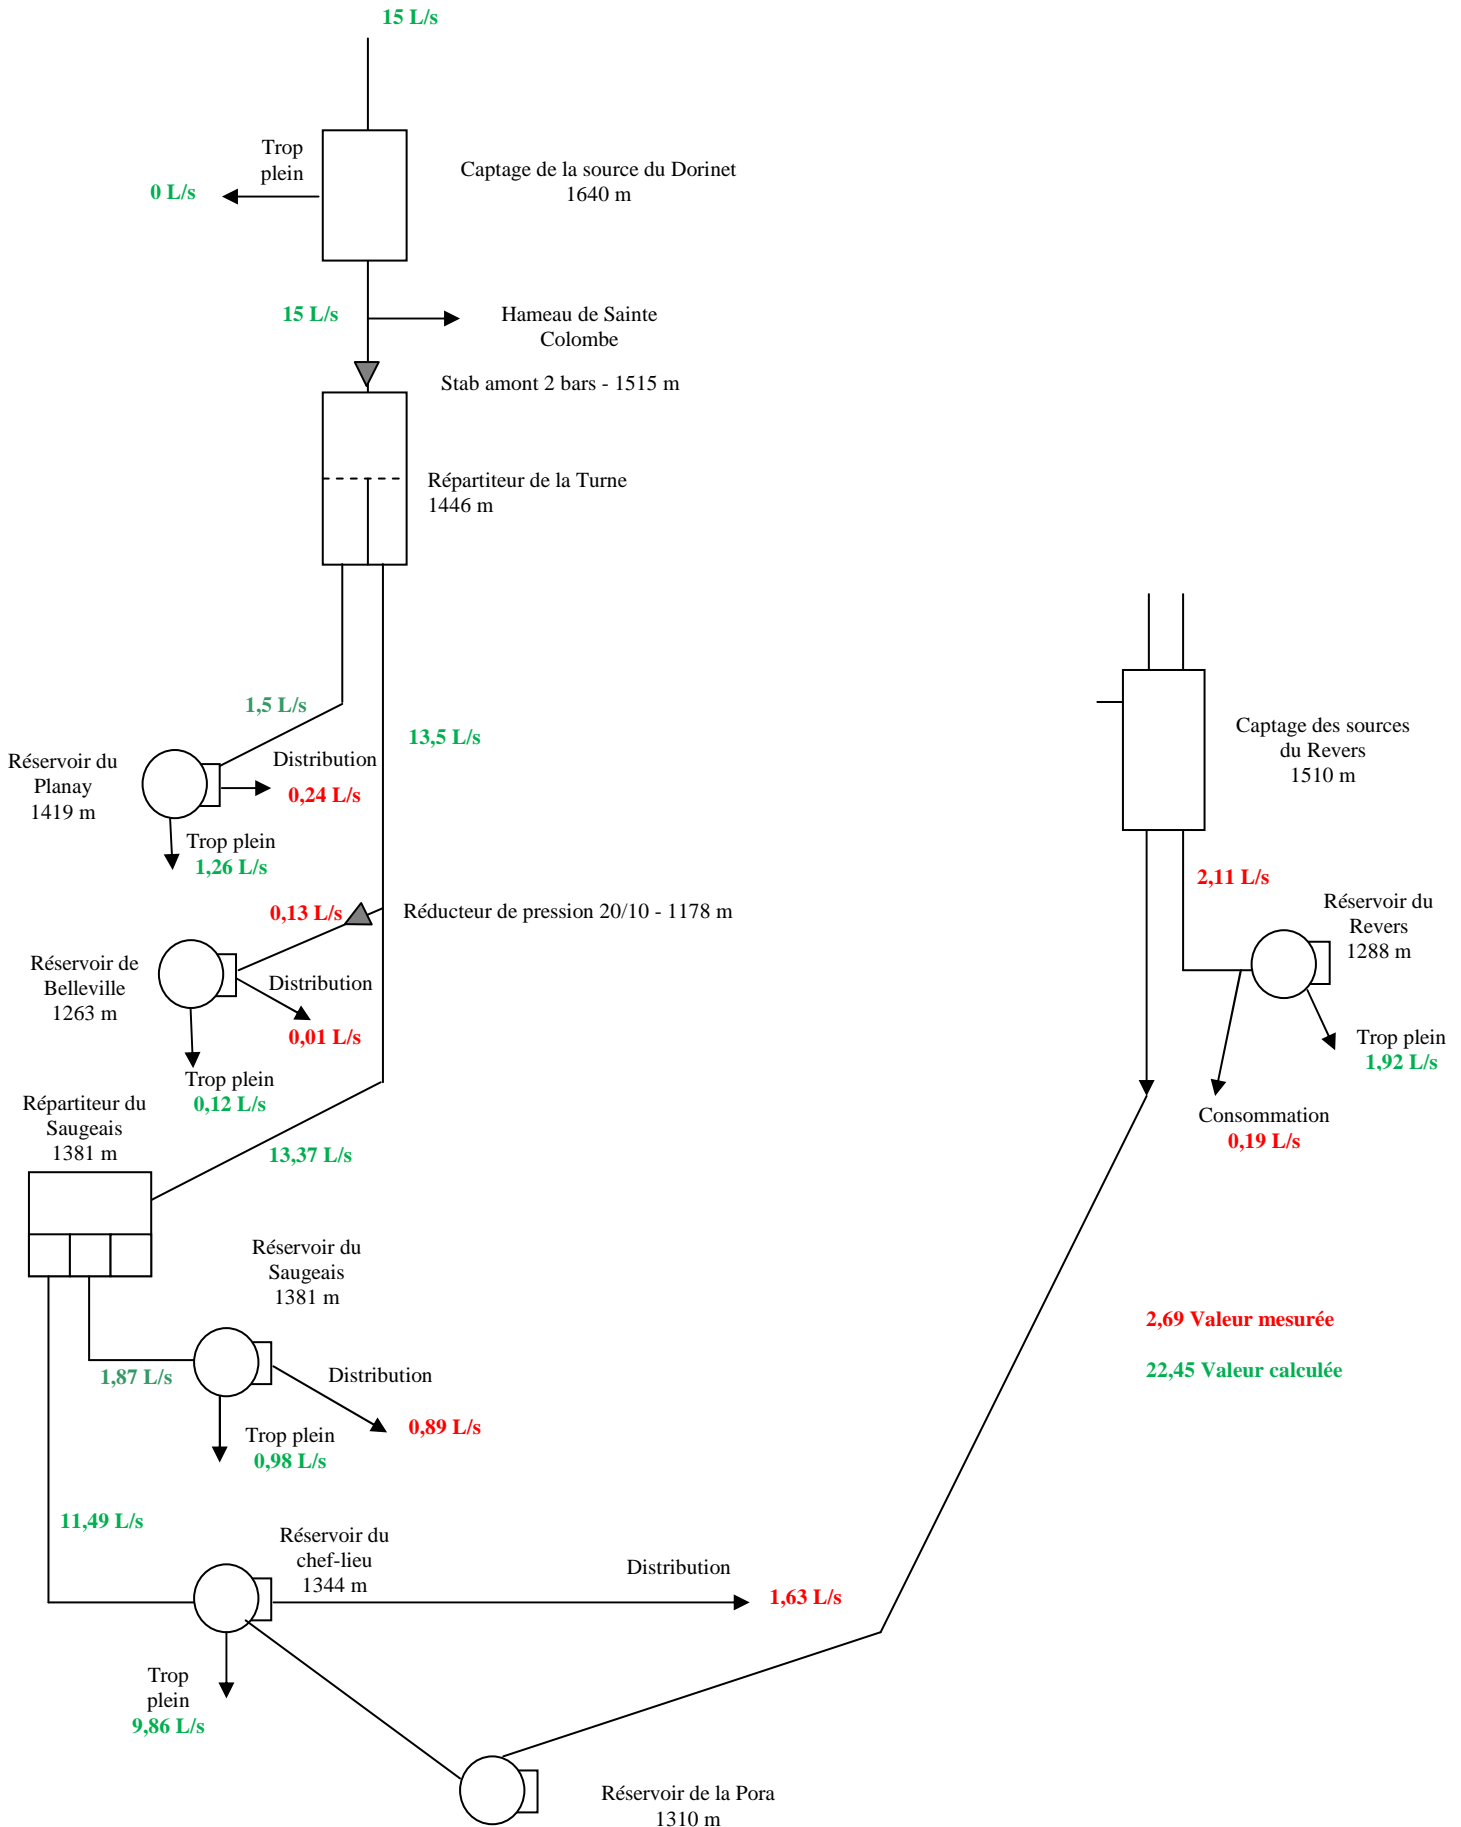 15 L/s
Trop
plein
0 L/s
Captage de la source du Dorinet
1640 m
15 L/s
Hameau de Sainte
Colombe
Stab amont 2 bars - 1515 m
Répartiteur de la Turne
1446 m
1,5 L/s
13,5 L/s
Réservoir du
Planay
1419 m
Distribution
0,24 L/s
Trop plein
1,26 L/s
Captage des sources
du Revers
1510 m
2,11 L/s
Réservoir du
Revers
1288 m
Trop plein
1,92 L/s
Consommation
0,19 L/s
0,13 L/s
Réducteur de pression 20/10 - 1178 m
Réservoir de
Belleville
1263 m
Distribution
0,01 L/s
Trop plein
0,12 L/s
Répartiteur du
Saugeais
1381 m
13,37 L/s
Réservoir du
Saugeais
1381 m
1,87 L/s
Distribution
0,89 L/s
Trop plein
0,98 L/s
2,69 Valeur mesurée
22,45 Valeur calculée
11,49 L/s
Réservoir du
chef-lieu
1344 m
Distribution
1,63 L/s
Trop
plein
9,86 L/s
Réservoir de la Pora
1310 m